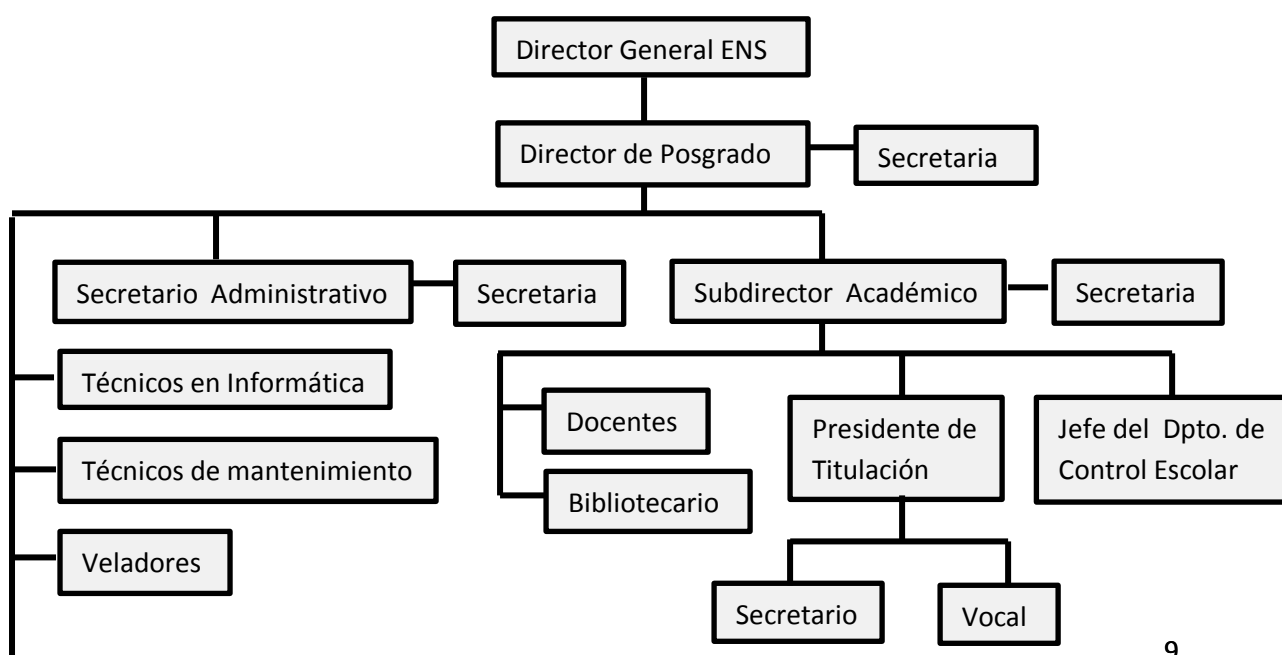 Director General ENS
Director de Posgrado
Secretaria
Secretario Administrativo
Secretaria
Subdirector Académico
Secretaria
Técnicos en Informática
Técnicos de mantenimiento
Veladores
Docentes
Bibliotecario
Presidente de
Titulación
Jefe del Dpto. de
Control Escolar
Secretario
Vocal
9